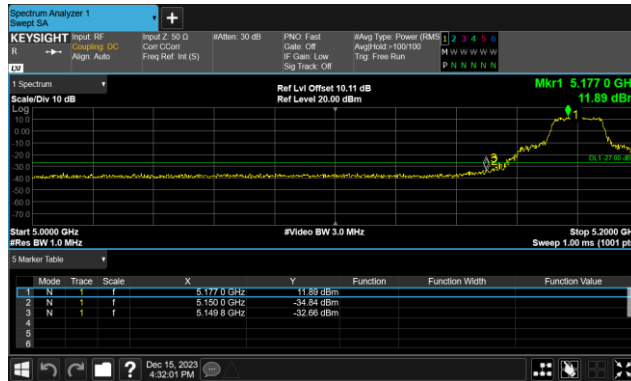 Spectrum Analyzer 1
Swept SA
+
KEYSIGHT
R
LXI
Input: RF
Coupling: DC
Align: Auto
Input Z: 50 Ω
Corr CCorr
Freq Ref: Int (S)
#Atten: 30 dB
PNO: Fast
Gate: Off
IF Gain: Low
Sig Track: Off
#Avg Type: Power (RMS
Avg|Hold:>100/100
Trig: Free Run
1 2 3 4 5 6
M W W W W W
P N N N N N
1 Spectrum
Scale/Div 10 dB
Log
Ref Lvl Offset 10.11 dB
Ref Level 20.00 dBm
Mkr1 5.177 0 GH
11.89 dBr
10.0
0.00
-10.0
-20.0
-30.0
-40.0
-50.0
-60.0
-70.0
1
DL1 -27.00 dB
Start 5.0000 GHz
#Res BW 1.0 MHz
#Video BW 3.0 MHz
Stop 5.2000 GH
Sweep 1.00 ms (1001 pt
5 Marker Table
Mode Trace Scale X Y Function Function Width Function Value
1 N 1 f 5.177 0 GHz 11.89 dBm
2 N 1 f 5.150 0 GHz -34.84 dBm
3 N 1 f 5.149 8 GHz -32.66 dBm
4
5
6
?
Dec 15, 2023
4:32:01 PM